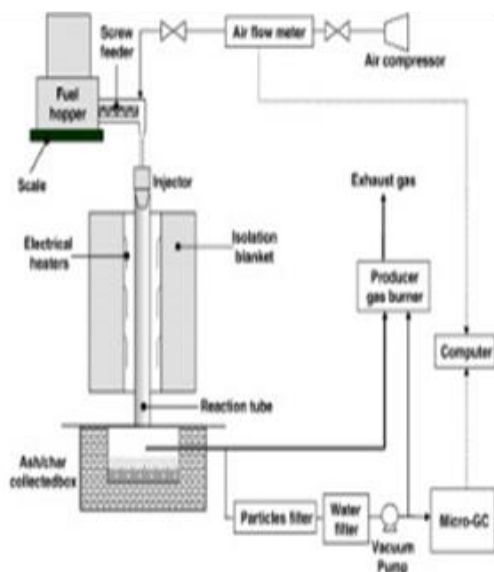 Screw
feeder
Air flow meter
Air compressor
Fuel
hopper
Scale
Injector
Exhaust gas
Electrical
heaters
Isolation
blanket
Producer
gas burner
Computer
Reaction tube
Ash/char
collectedbox
Particles filter
Water
filter
Vacuum
Pump
Micro-GC